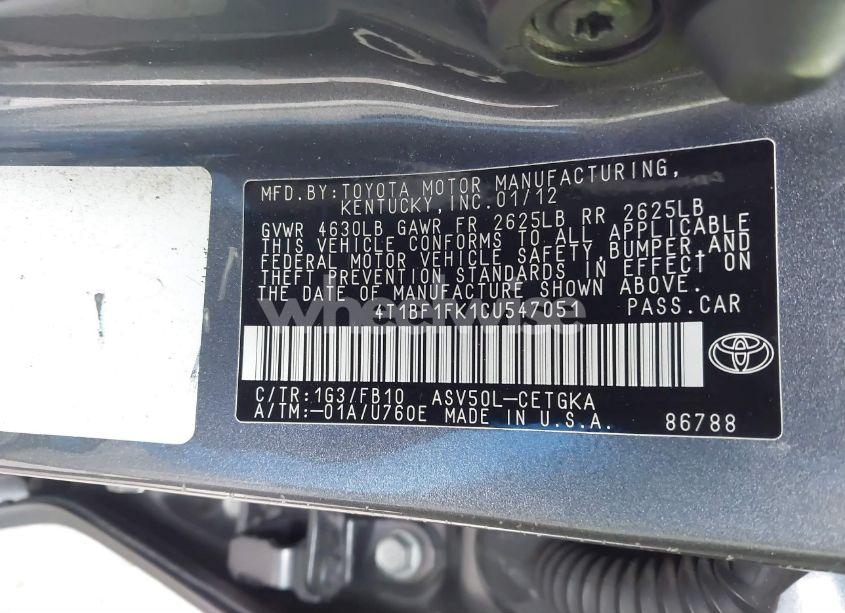 MFD.BY:TOYOTA MOTOR MANUFACTURING,
KENTUCKY, INC.01/12
GVWR 4630LB GAWR FR 2625LB RR 2625LB
THIS VEHICLE CONFORMS TO ALL APPLICABLE
FEDERAL MOTOR VEHICLE SAFETY,BUMPER,AND
THEFT PREVENTION STANDARDS IN EFFECT ON
THE DATE OF MANUFACTURE SHOWN ABOVE.
4T1BF1FK1CU547051 PASS.CAR
wheelwise
C/TR:1G3/FB10 ASV50L-CETGKA
A/TM:-01A/U760E MADE IN U.S.A.
86788